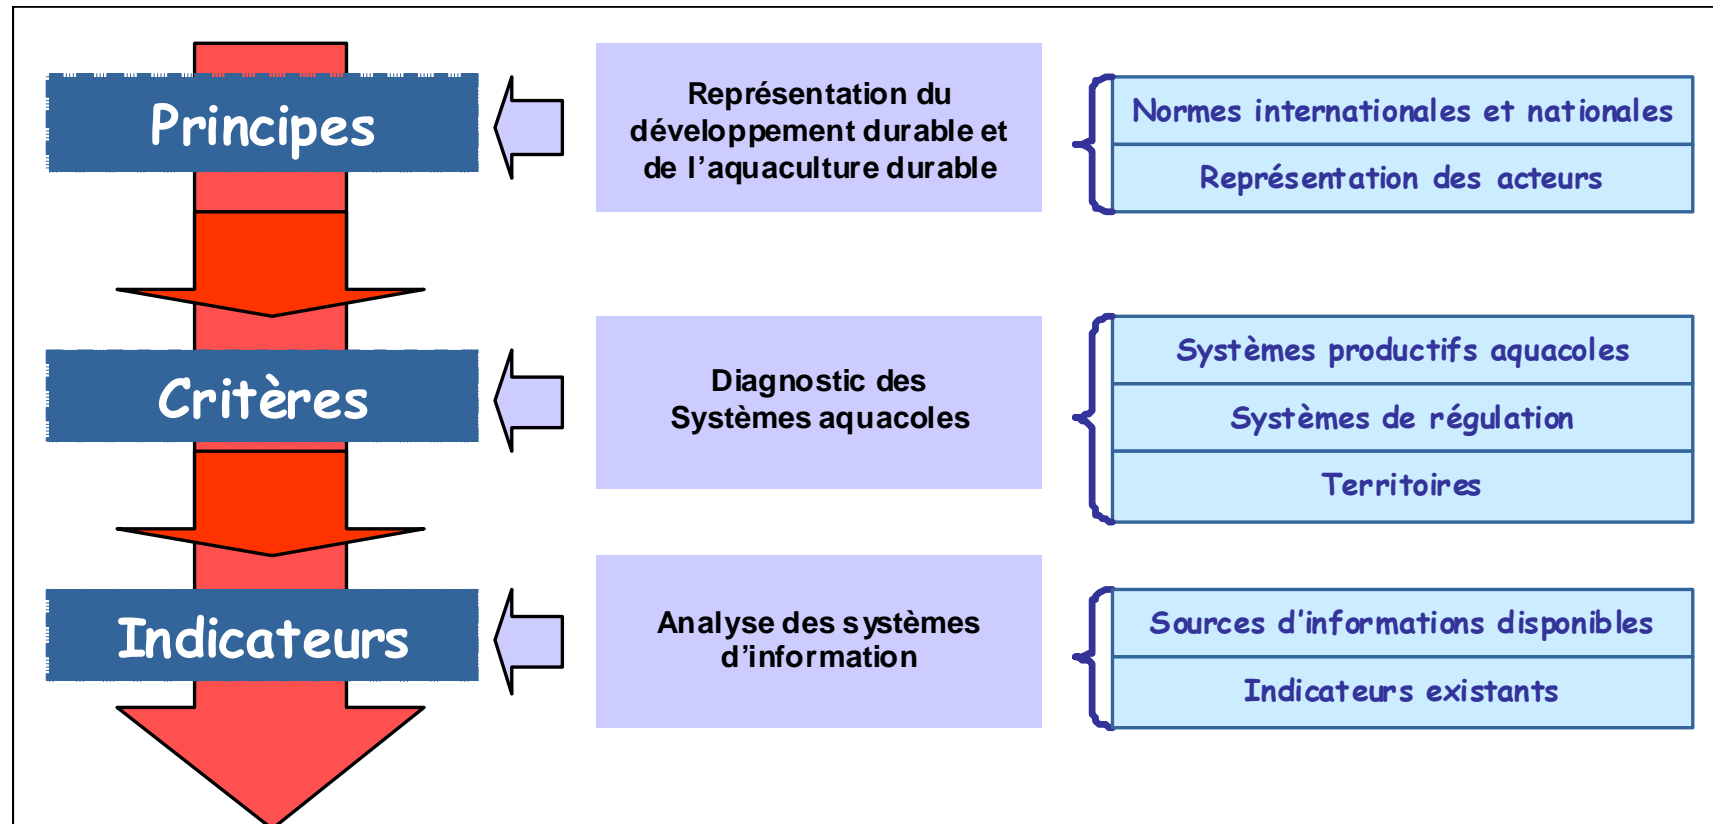 Principes
Représentation du
développement durable et
de l’aquaculture durable
Normes internationales et nationales
Représentation des acteurs
Critères
Diagnostic des
Systèmes aquacoles
Systèmes productifs aquacoles
Systèmes de régulation
Territoires
Indicateurs
Analyse des systèmes
d’information
Sources d’informations disponibles
Indicateurs existants